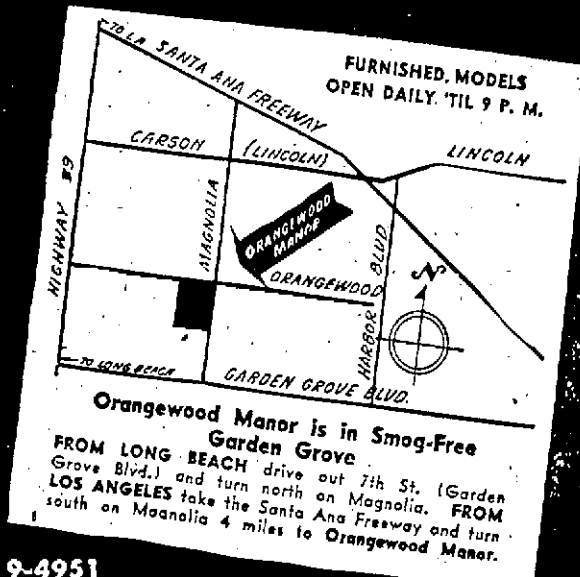 TO LA
SANTA ANA FREEWAY
FURNISHED MODELS
OPEN DAILY 'TIL 9 P. M.
CARSON (LINCOLN) LINCOLN
HIGHWAY 39
MAGNOLIA
ORANGEWOOD
MANOR
ORANGEWOOD
HARBOR BLVD
N
TO LONG BEACH
GARDEN GROVE BLVD.
Orangewood Manor is in Smog-Free
Garden Grove
FROM LONG BEACH drive out 7th St. (Garden
Grove Blvd.) and turn north on Magnolia. FROM
LOS ANGELES take the Santa Ana Freeway and turn
south on Magnolia 4 miles to Orangewood Manor.
9-4951